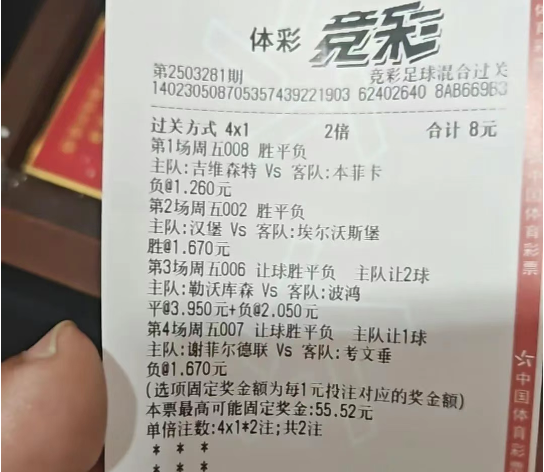 体彩 竞彩
第2503281期 竞彩足球混合过关
140230508705357439221903 62402640 8AB669B3
过关方式 4x1 2倍 合计 8元
第1场周五008 胜平负
主队:吉维森特 Vs 客队:本菲卡
负@1.260元
第2场周五002 胜平负
主队:汉堡 Vs 客队:埃尔沃斯堡
胜@1.670元
第3场周五006 让球胜平负 主队让2球
主队:勒沃库森 Vs 客队:波鸿
平@3.950元+负@2.050元
第4场周五007 让球胜平负 主队让1球
主队:谢菲尔德联 Vs 客队:考文垂
负@1.670元
(选项固定奖金额为每1元投注对应的奖金额)
本票最高可能固定奖金:55.52元
单倍注数:4x1*2注;共2注
* * *
* * *
中国体育彩票
中国体育彩票